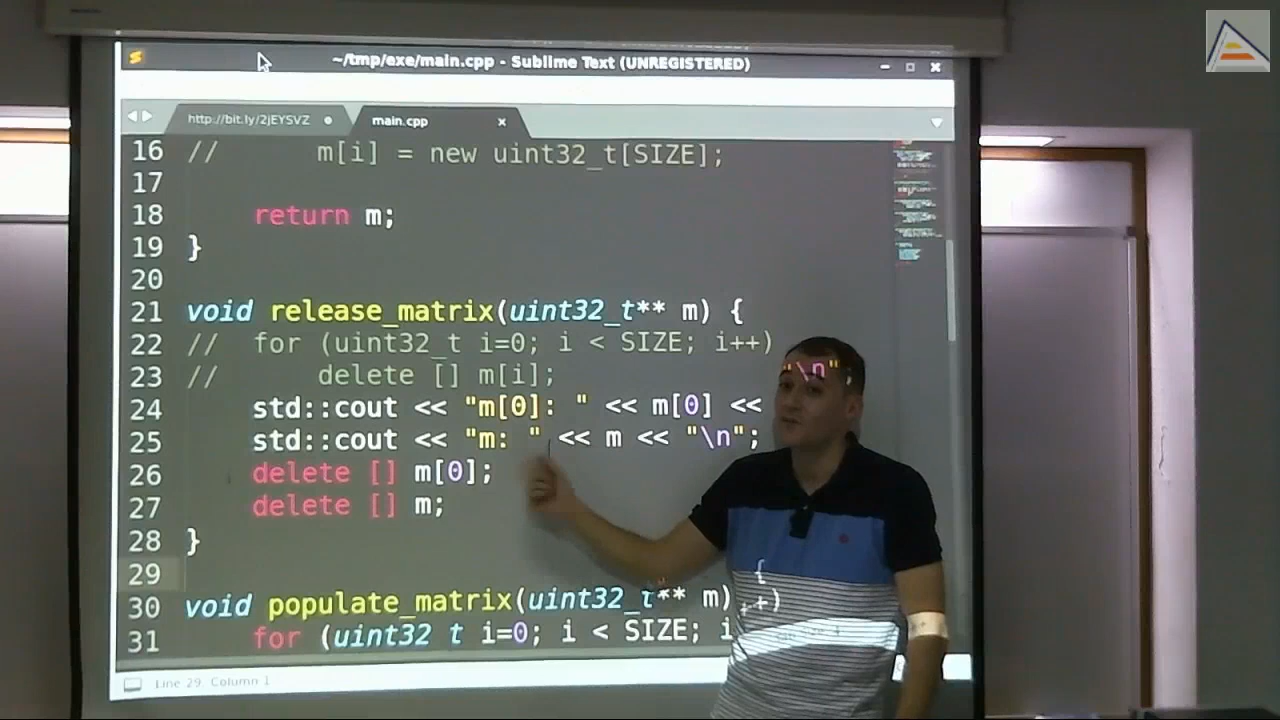 ~/tmp/exe/main.cpp - Sublime Text (UNREGISTERED)
http://bit.ly/2jEYSVZ
main.cpp
16 //      m[i] = new uint32_t[SIZE];
17
18     return m;
19 }
20
21 void release_matrix(uint32_t** m) {
22 //  for (uint32_t i=0; i < SIZE; i++)
23 //      delete [] m[i];
24     std::cout << "m[0]: " << m[0] << "\n";
25     std::cout << "m: " << m << "\n";
26     delete [] m[0];
27     delete [] m;
28 }
29
30 void populate_matrix(uint32_t** m) {
31     for (uint32_t i=0; i < SIZE; i++)
Line 29, Column 1